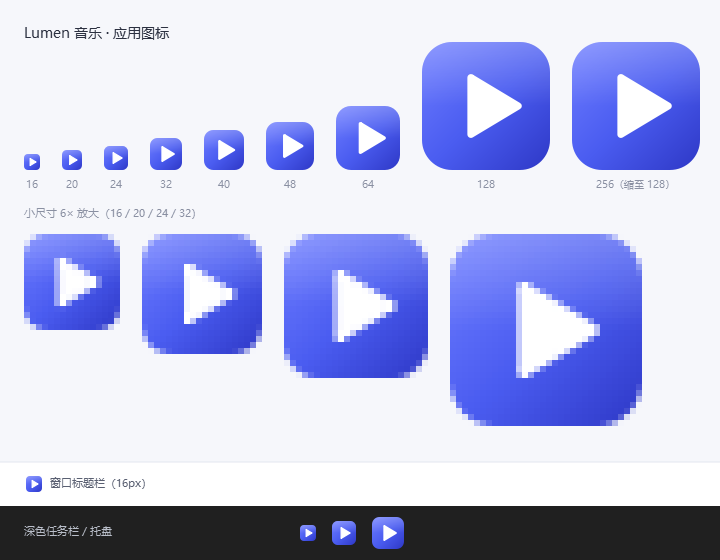 Lumen 音乐 · 应用图标
16 20 24 32 40 48 64 128 256（缩至 128）
小尺寸 6× 放大（16 / 20 / 24 / 32）
窗口标题栏（16px）
深色任务栏 / 托盘